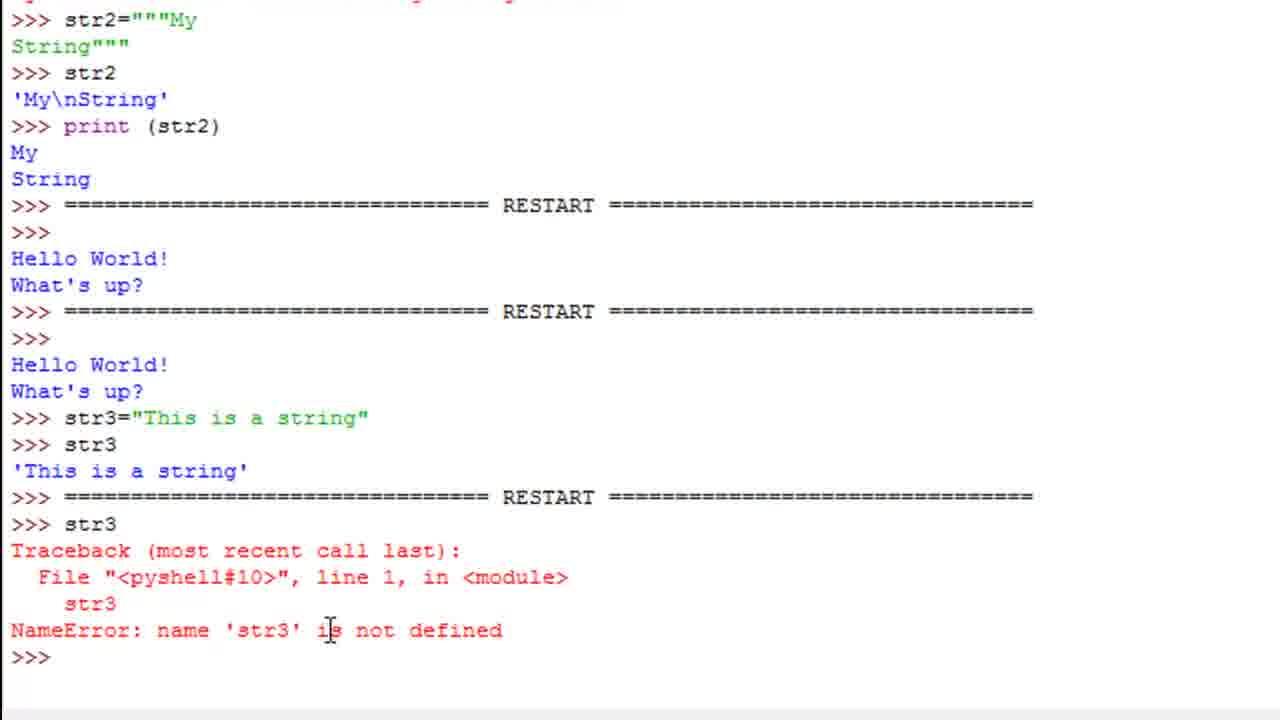 >>> str2="""My
String"""
>>> str2
'My\nString'
>>> print (str2)
My
String
>>> ================================ RESTART ================================
>>>
Hello World!
What's up?
>>> ================================ RESTART ================================
>>>
Hello World!
What's up?
>>> str3="This is a string"
>>> str3
'This is a string'
>>> ================================ RESTART ================================
>>> str3
Traceback (most recent call last):
  File "<pyshell#10>", line 1, in <module>
    str3
NameError: name 'str3' is not defined
>>>